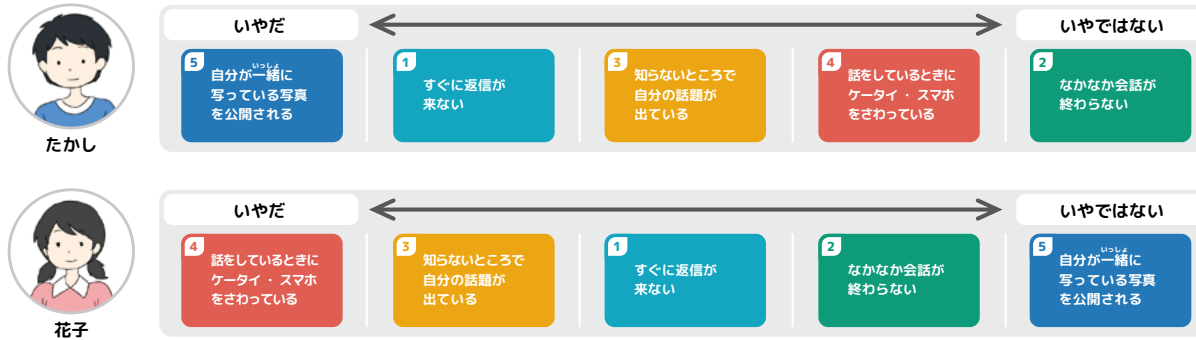 いやだ
いやではない
5
いっしょ
自分が一緒に
写っている写真
を公開される
1
すぐに返信が
来ない
3
知らないところで
自分の話題が
出ている
4
話をしているときに
ケータイ・スマホ
をさわっている
2
なかなか会話が
終わらない
たかし
いやだ
いやではない
4
話をしているときに
ケータイ・スマホ
をさわっている
3
知らないところで
自分の話題が
出ている
1
すぐに返信が
来ない
2
なかなか会話が
終わらない
5
いっしょ
自分が一緒に
写っている写真
を公開される
花子